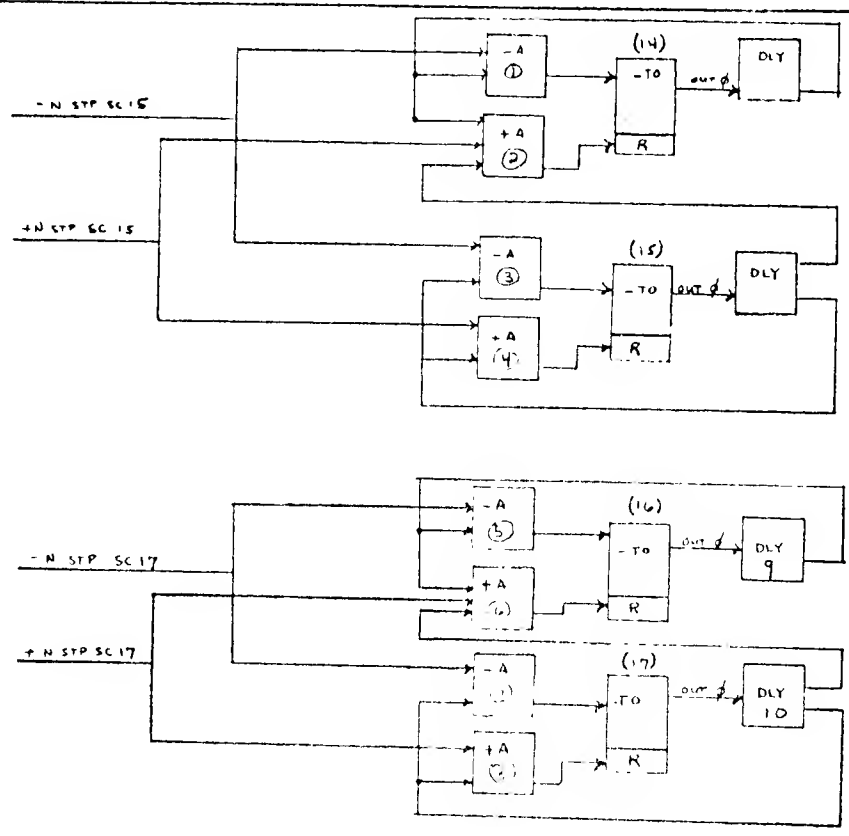 (14)
- A
①
- TO
OUT ϕ
DLY
- N STP SC 15
+ A
②
R
+ N STP SC 15
- A
③
(15)
- TO
OUT ϕ
DLY
+ A
(4)
R
- A
(16)
- TO
OUT ϕ
DLY
9
- N STP SC 17
+ A
R
+ N STP SC 17
- A
(17)
- TO
OUT ϕ
DLY
10
+ A
R